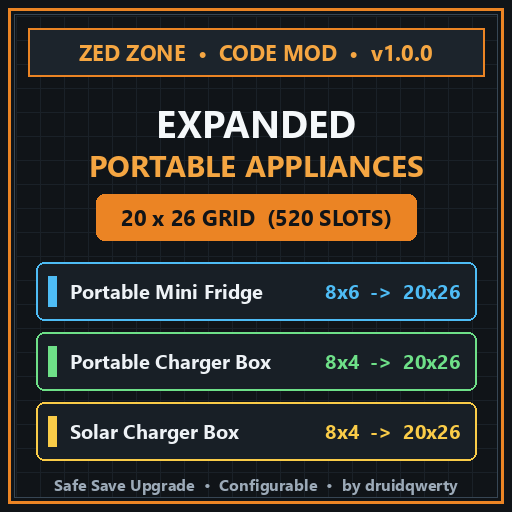 ZED ZONE • CODE MOD • v1.0.0
EXPANDED
PORTABLE APPLIANCES
20 x 26 GRID (520 SLOTS)
Portable Mini Fridge 8x6 -> 20x26
Portable Charger Box 8x4 -> 20x26
Solar Charger Box 8x4 -> 20x26
Safe Save Upgrade • Configurable • by druidqwerty